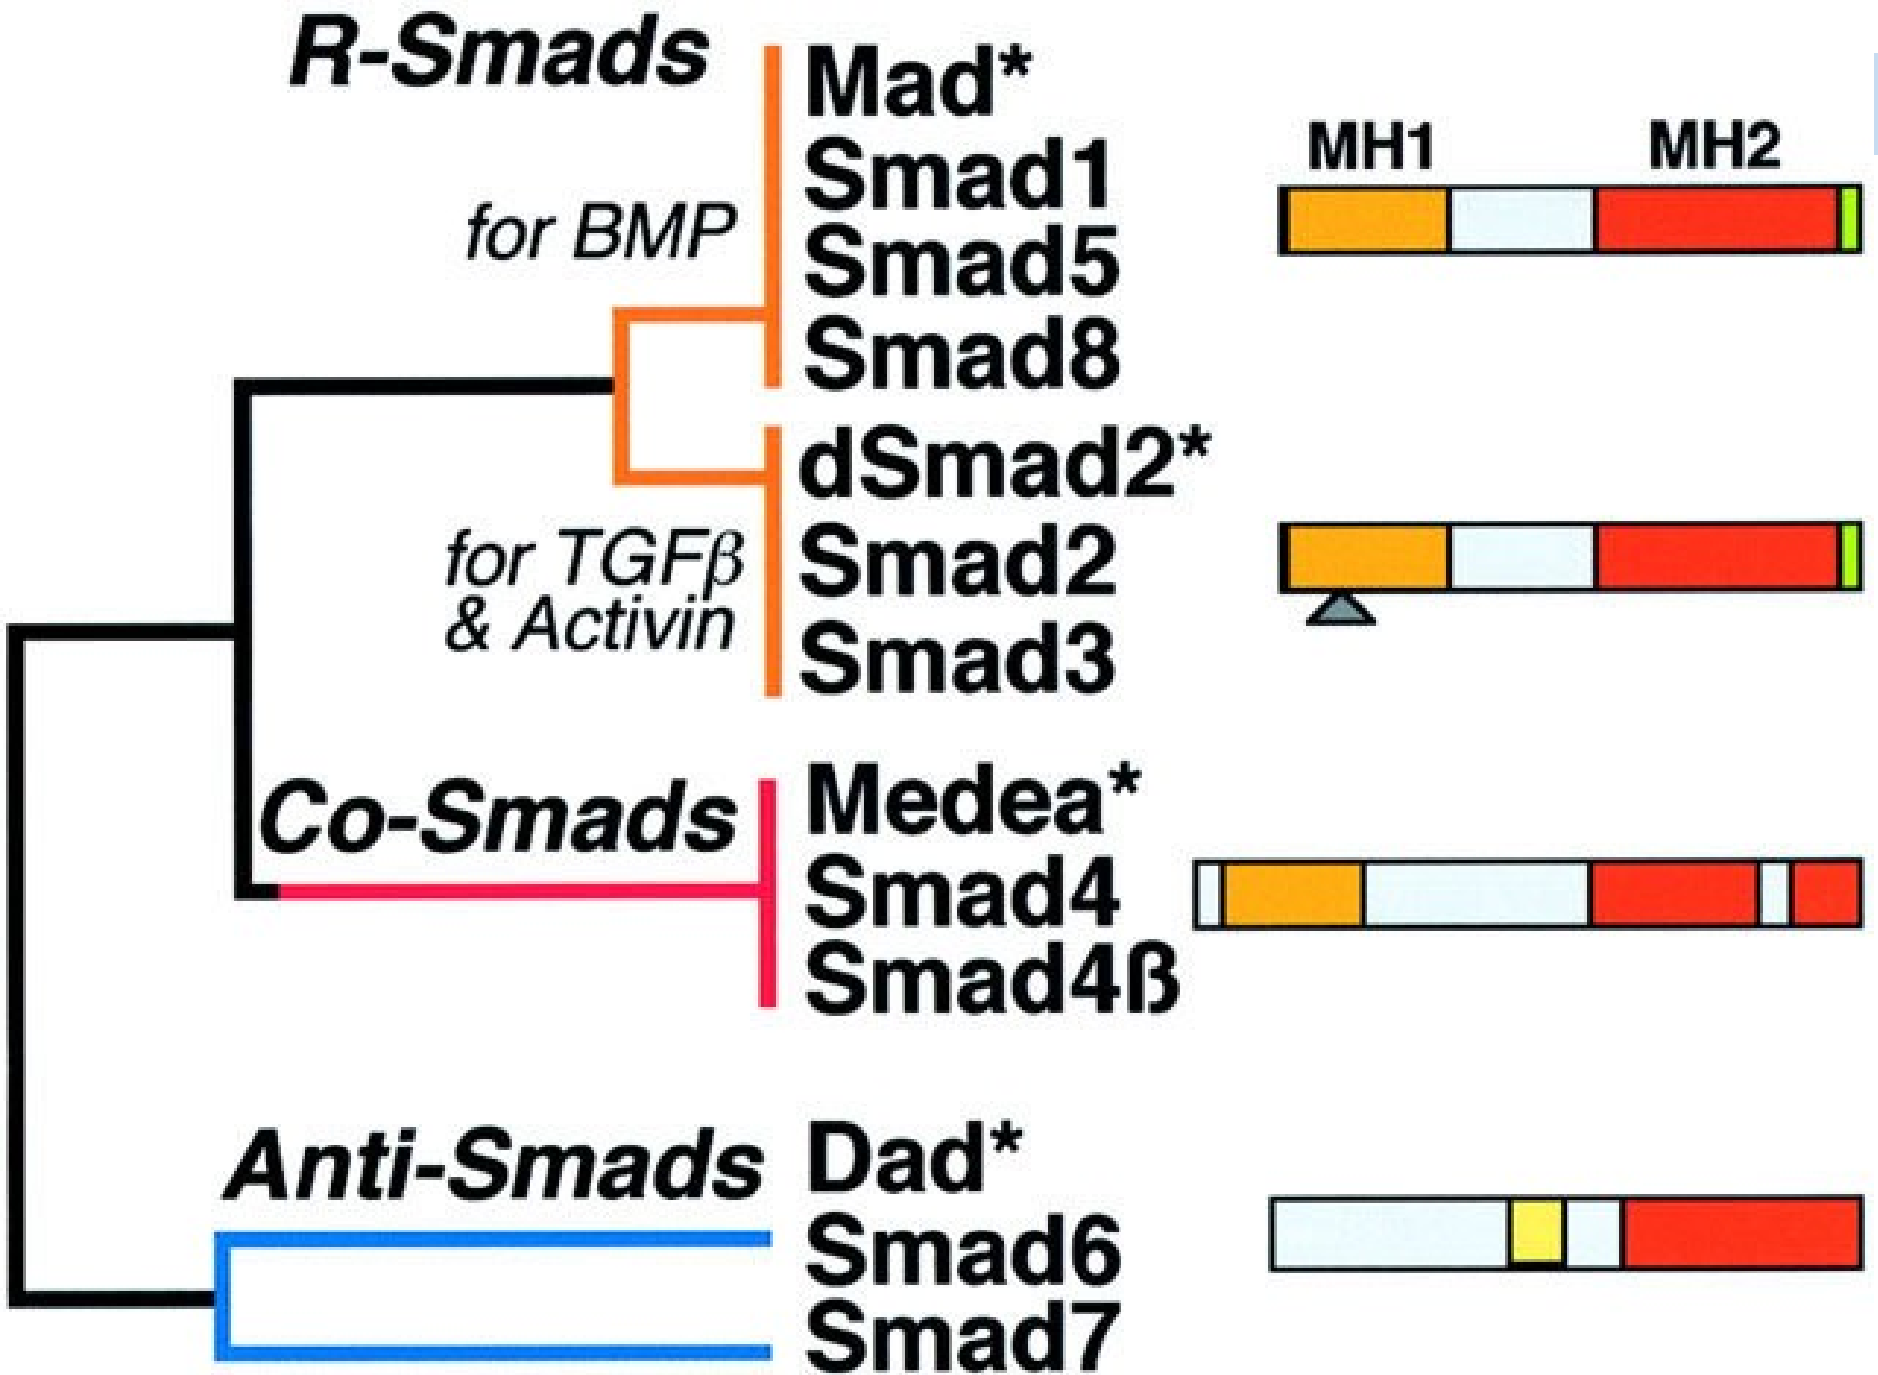 R-Smads
Mad*
Smad1
for BMP
Smad5
Smad8
MH1
MH2
dSmad2*
for TGFβ
& Activin
Smad2
Smad3
Co-Smads
Medea*
Smad4
Smad4ß
Anti-Smads
Dad*
Smad6
Smad7